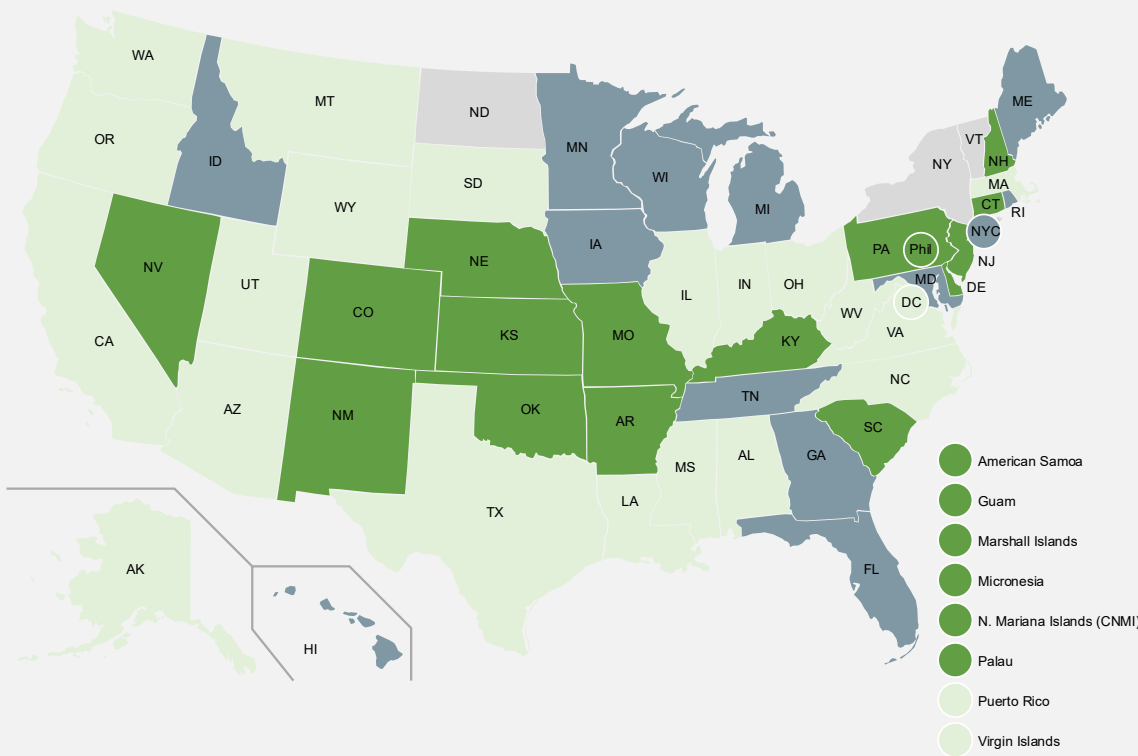 WA
MT
ND
ME
OR
ID
MN
VT
NH
NY
SD
WI
MA
WY
MI
CT
RI
NYC
IA
PA
Phil
NJ
NV
NE
UT
IL
IN
OH
MD
DE
DC
CO
KS
MO
WV
VA
CA
KY
NC
AZ
NM
OK
AR
TN
SC
GA
AL
MS
LA
TX
American Samoa
Guam
Marshall Islands
AK
FL
Micronesia
N. Mariana Islands (CNMI)
HI
Palau
Puerto Rico
Virgin Islands